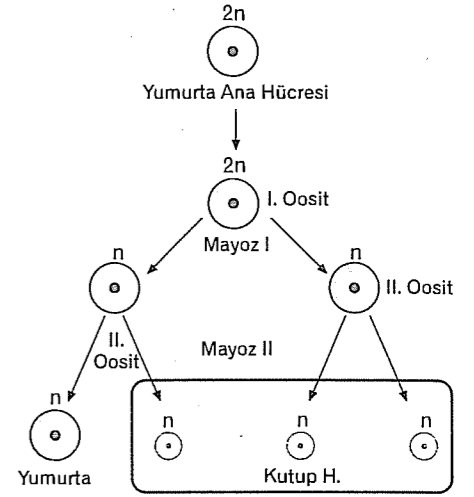 2n
Yumurta Ana Hücresi
2n
I. Oosit
Mayoz I
n
n
II. Oosit
II.
Oosit
Mayoz II
n
n
n
n
Yumurta
Kutup H.